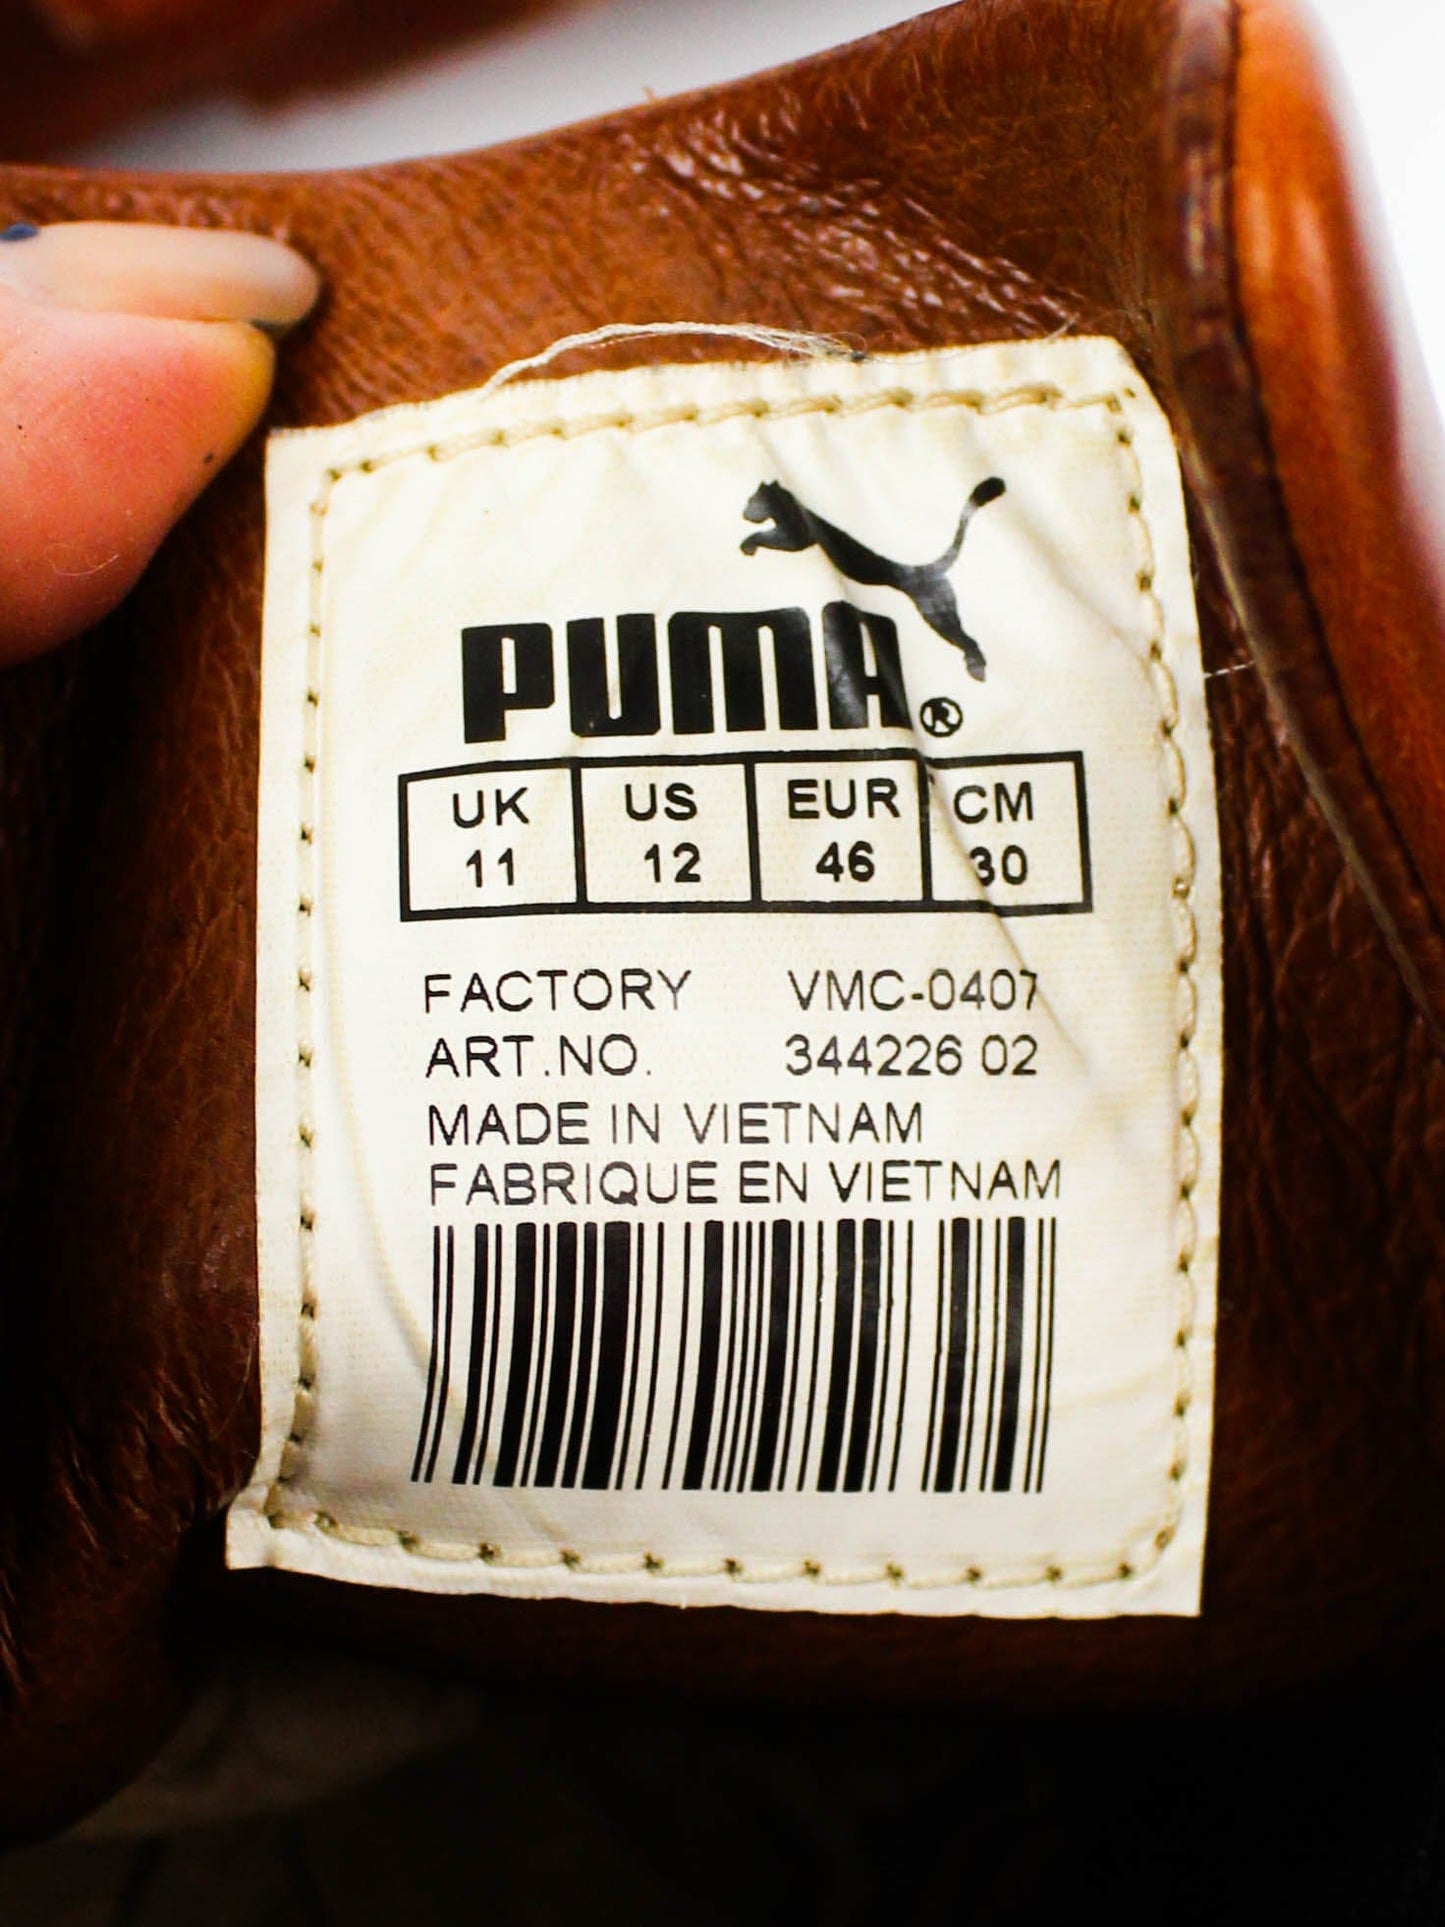 PUMA®
UK US EUR CM
11 12 46 30
FACTORY VMC-0407
ART.NO. 344226 02
MADE IN VIETNAM
FABRIQUE EN VIETNAM